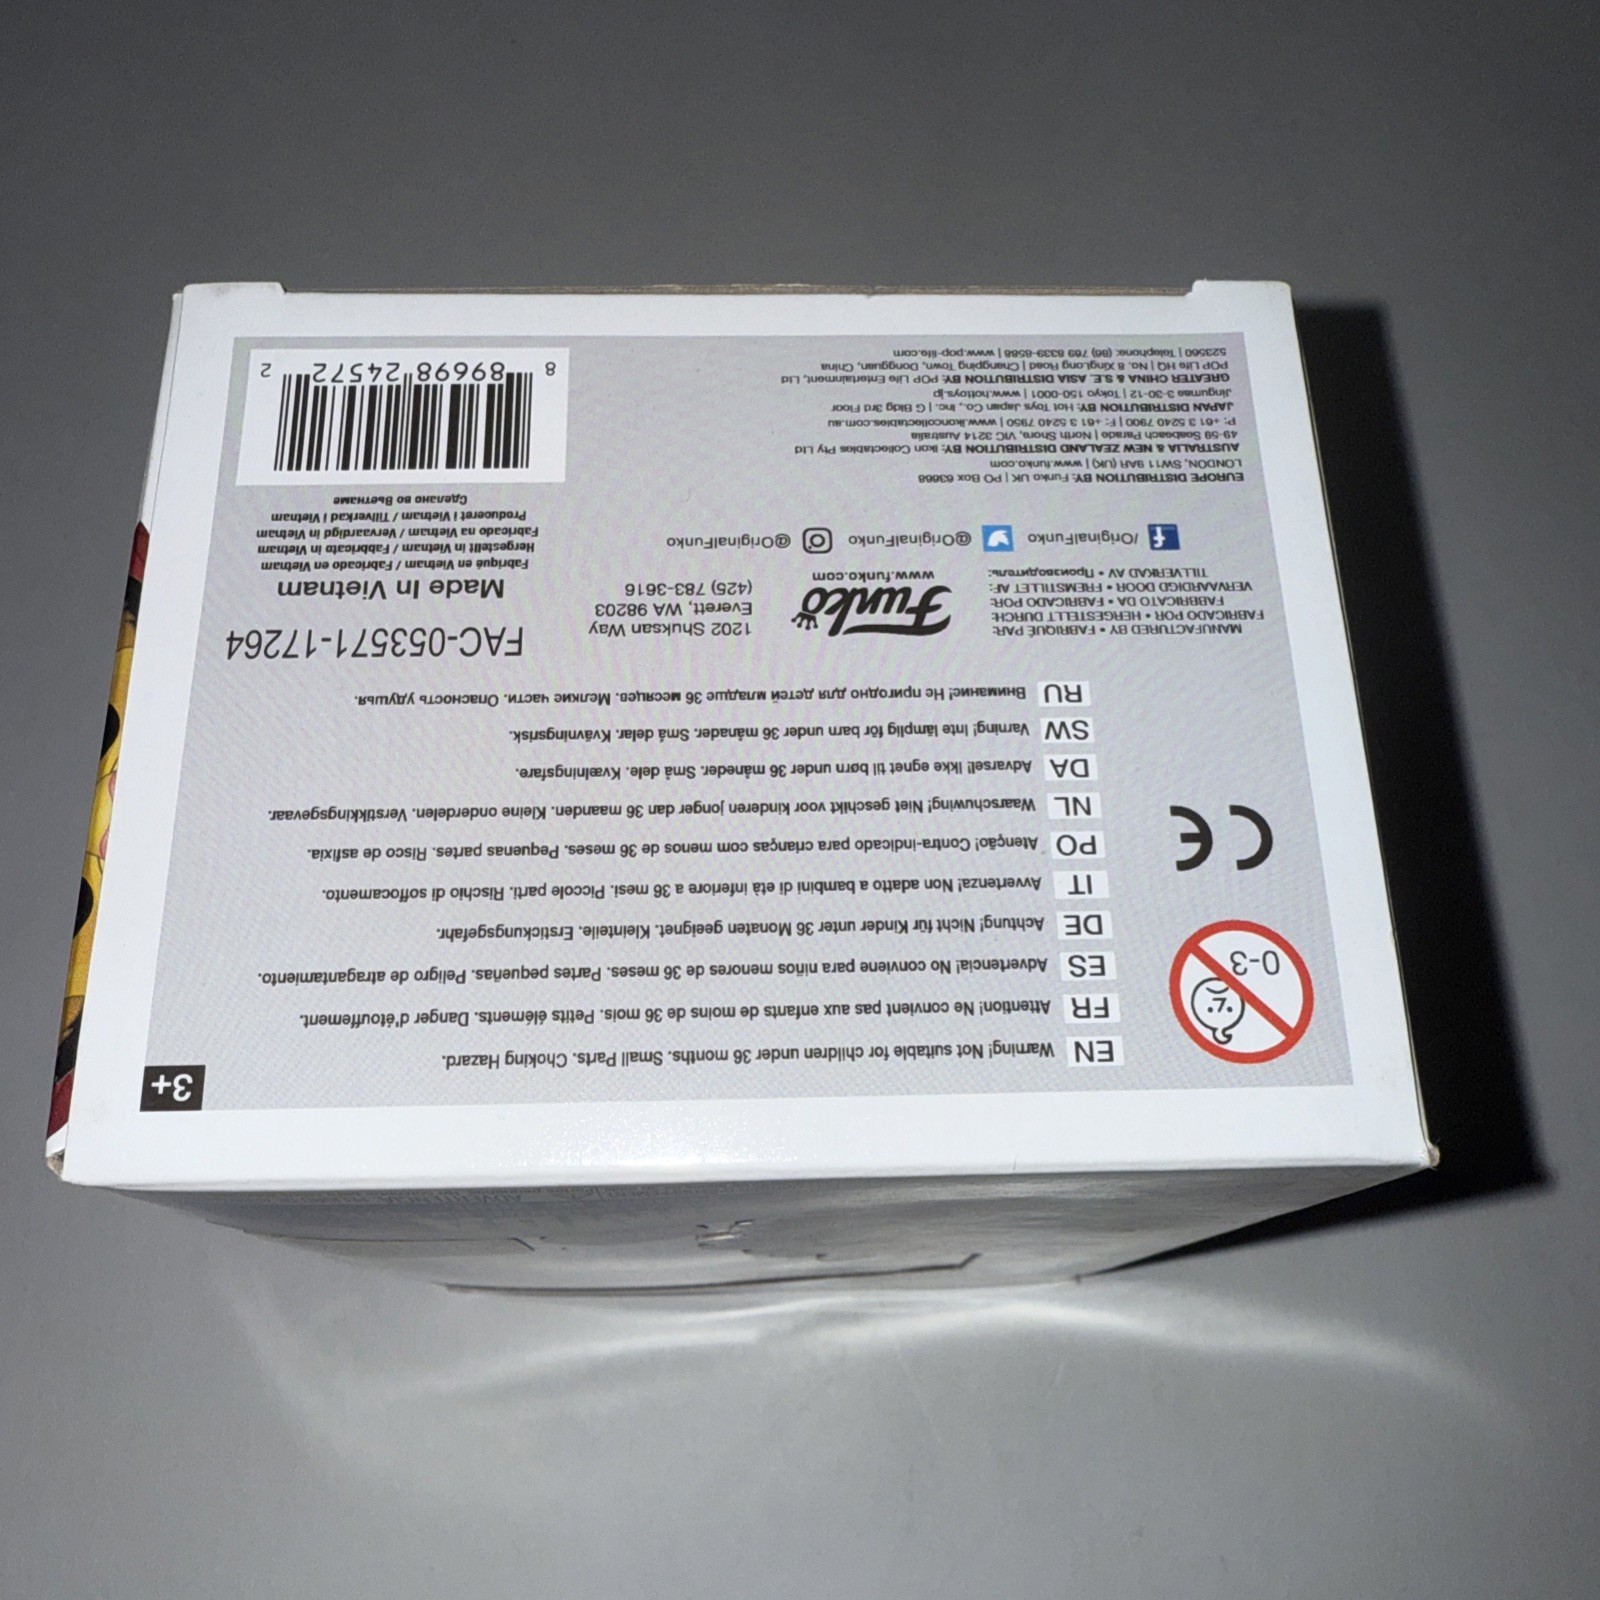 3+
EN Warning! Not suitable for children under 36 months. Small Parts. Choking Hazard.
FR Attention! Ne convient pas aux enfants de moins de 36 mois. Petits éléments. Danger d'étouffement.
ES Advertencia! No conviene para niños menores de 36 meses. Partes pequeñas. Peligro de atragantamiento.
DE Achtung! Nicht für Kinder unter 36 Monaten geeignet. Kleinteile. Erstickungsgefahr.
IT Avvertenza! Non adatto a bambini di età inferiore a 36 mesi. Piccole parti. Rischio di soffocamento.
PO Atenção! Contra-indicado para crianças com menos de 36 meses. Pequenas partes. Risco de asfixia.
NL Waarschuwing! Niet geschikt voor kinderen jonger dan 36 maanden. Kleine onderdelen. Verstikkingsgevaar.
DA Advarsel! Ikke egnet til børn under 36 måneder. Små dele. Kvælningsfare.
SW Varning! Inte lämplig för barn under 36 månader. Små delar. Kvävningsrisk.
RU Внимание! Не пригодно для детей младше 36 месяцев. Мелкие части. Опасность удушья.
0-3
CE
MANUFACTURED BY • FABRIQUÉ PAR:
FABRICADO POR • HERGESTELLT DURCH:
FABBRICATO DA • FABRICADO POR:
VERVAARDIGD DOOR • FREMSTILLET AF:
TILLVERKAD AV • Производитель:
Funko
www.funko.com
1202 Shuksan Way
Everett, WA 98203
(425) 783-3616
/OriginalFunko
@OriginalFunko
@OriginalFunko
EUROPE DISTRIBUTION BY: Funko UK | PO Box 63668
LONDON, SW11 9AH (UK) | www.funko.com
AUSTRALIA & NEW ZEALAND DISTRIBUTION BY: Ikon Collectables Pty Ltd
49-59 Seabeach Parade | North Shore, VIC 3214 Australia
P: +61 3 5240 7900 | F: +61 3 5240 7950 | www.ikoncollectables.com.au
JAPAN DISTRIBUTION BY: Hot Toys Japan Co., Inc. | G Bldg 3rd Floor
Jingumae 3-30-12 | Tokyo 150-0001 | www.hottoys.jp
GREATER CHINA & S.E. ASIA DISTRIBUTION BY: POP Life Entertainment, Ltd
POP Life HQ | No. 8 XingLong Road | Changping Town, Dongguan, China
523560 | Telephone: (86) 769 8339-8588 | www.pop-life.com
FAC-053571-17264
Made In Vietnam
Fabriqué en Vietnam / Fabricado en Vietnam
Hergestellt in Vietnam / Fabbricato in Vietnam
Fabricado na Vietnam / Vervaardigd in Vietnam
Produceret i Vietnam / Tillverkad i Vietnam
Сделано во Вьетнаме
8 89698 24572 2